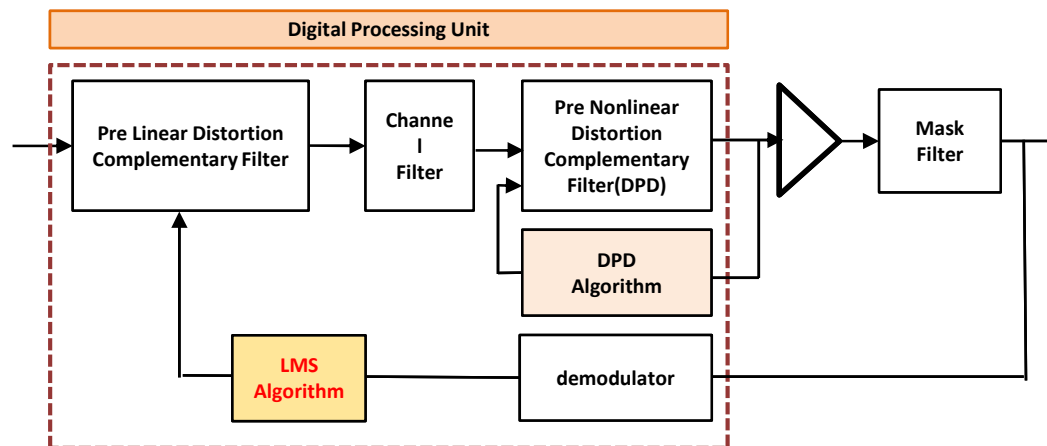 Digital Processing Unit
Pre Linear Distortion
Complementary Filter
Channe
l
Filter
Pre Nonlinear
Distortion
Complementary
Filter(DPD)
Mask
Filter
DPD
Algorithm
LMS
Algorithm
demodulator